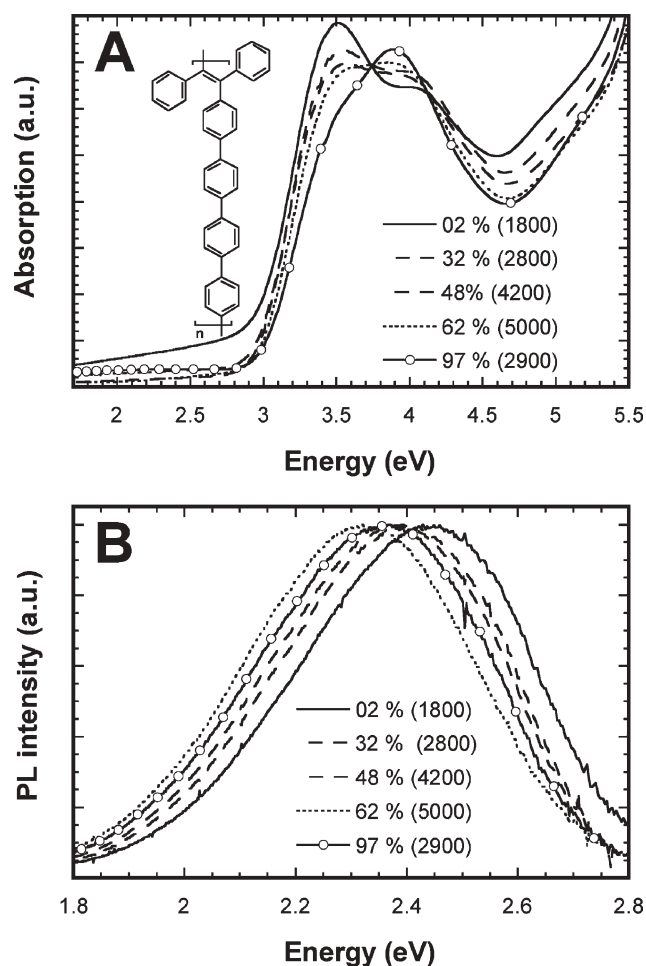 A
Absorption (a.u.)
n
02 % (1800)
32 % (2800)
48% (4200)
62 % (5000)
97 % (2900)
2 2.5 3 3.5 4 4.5 5 5.5
Energy (eV)
B
PL intensity (a.u.)
02 % (1800)
32 % (2800)
48 % (4200)
62 % (5000)
97 % (2900)
1.8 2 2.2 2.4 2.6 2.8
Energy (eV)